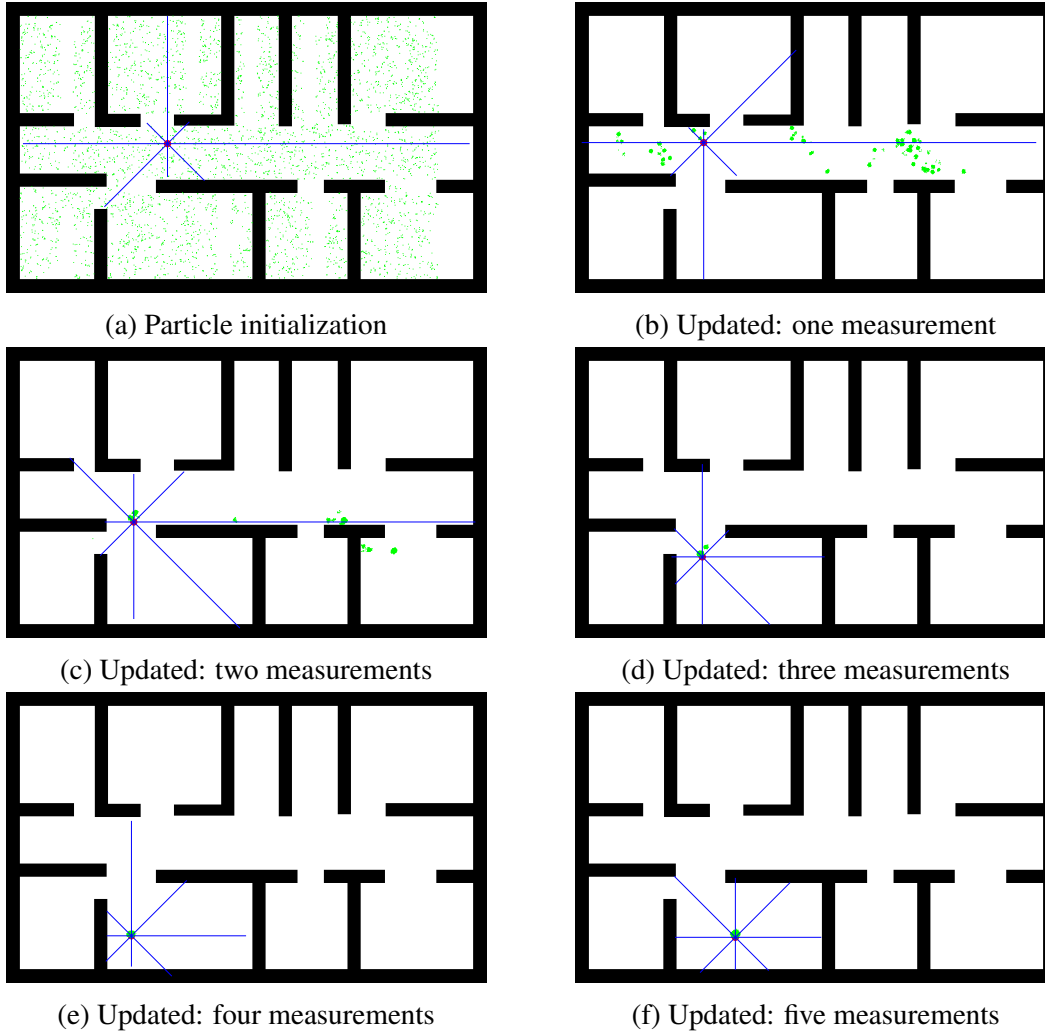 (a) Particle initialization
(b) Updated: one measurement
(c) Updated: two measurements
(d) Updated: three measurements
(e) Updated: four measurements
(f) Updated: five measurements